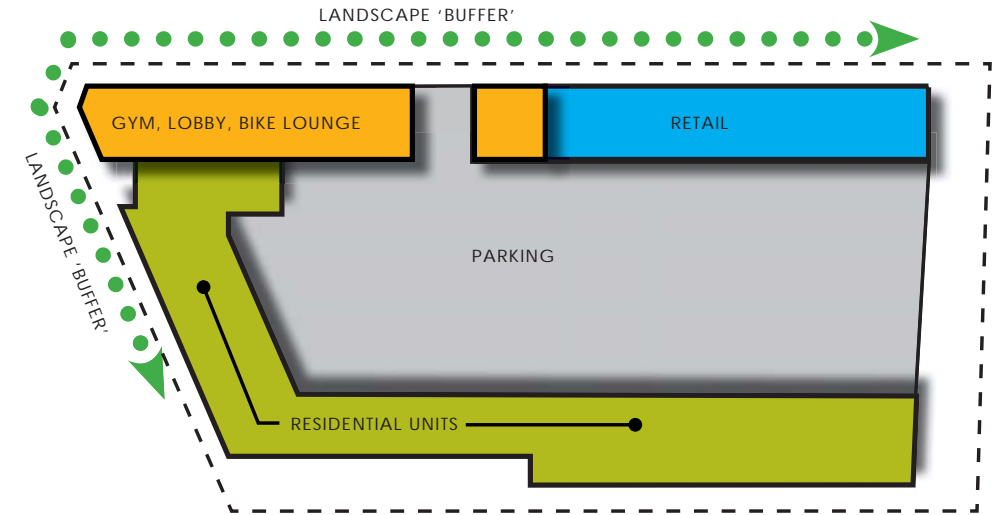 LANDSCAPE ‘BUFFER’
GYM, LOBBY, BIKE LOUNGE
RETAIL
LANDSCAPE ‘BUFFER’
PARKING
RESIDENTIAL UNITS